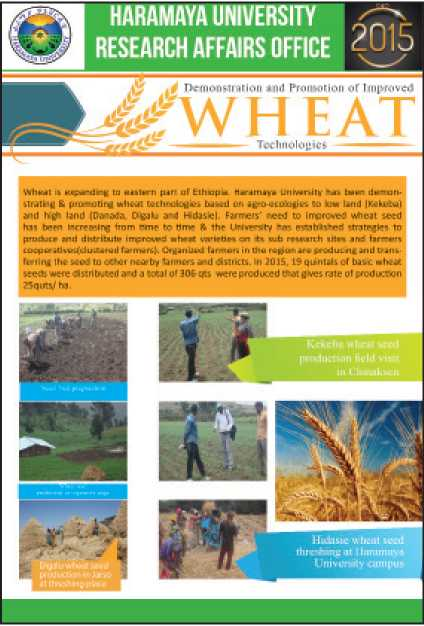 HARAMAYA UNIVERSITY
RESEARCH AFFAIRS OFFICE
2015
HARAMAYA UNIVERSITY
Demonstration and Promotion of Improved
WHEAT
Technologies
Wheat is expanding to eastern part of Ethiopia. Haramaya University has been demon-
strating & promoting wheat technologies based on agro-ecologies to low land (Kekeba)
and high land (Danada, Digalu and Hidasie). Farmers' need to improved wheat seed
has been increasing from time to time & the University has established strategies to
produce and distribute improved wheat varieties on its sub research sites and farmers
cooperatives(clustered farmers). Organized farmers in the region are producing and trans-
ferring the seed to other nearby farmers and districts. In 2015, 19 quintals of basic wheat
seeds were distributed and a total of 306 qts were produced that gives rate of production
25quts/ ha.
Kekeba wheat seed
production field visit
in Chinaksen
Digalu wheat seed
production in Jarso
at threshing place
Hidasie wheat seed
threshing at Haramaya
University campus